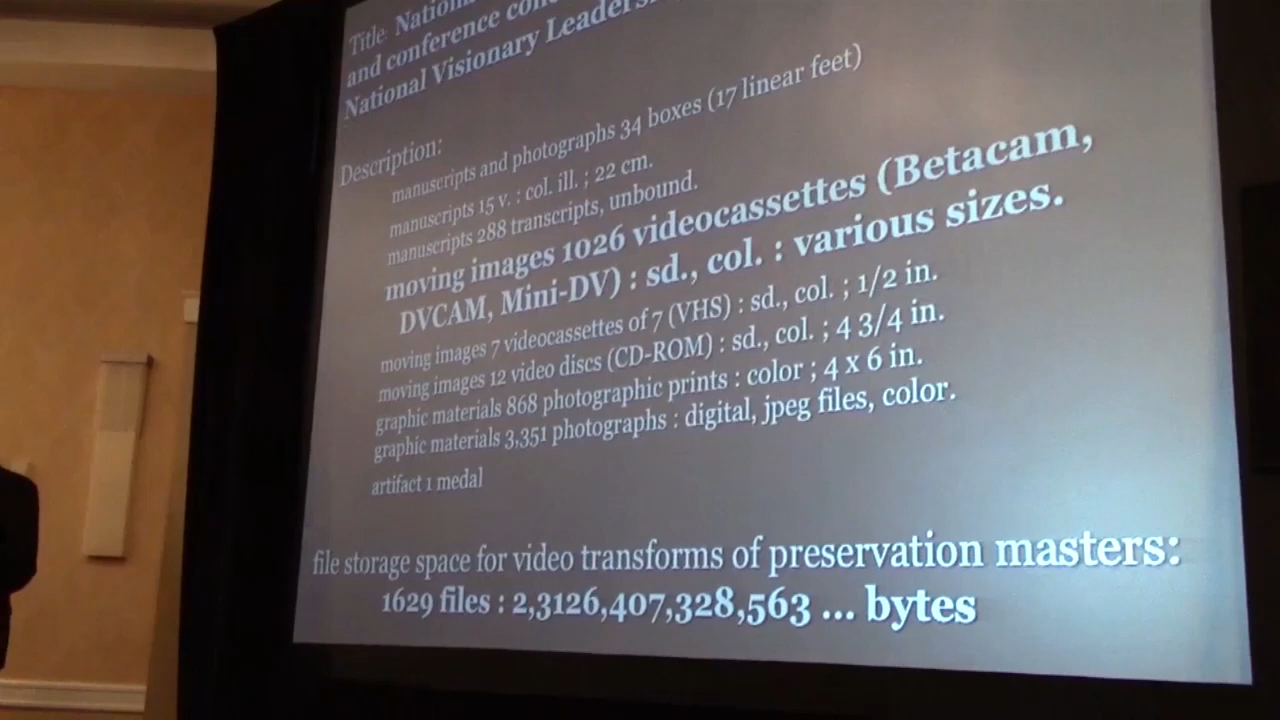 Title: National
and conference
National Visionary Leadership
Description:
manuscripts and photographs 34 boxes (17 linear feet)
manuscripts 15 v. : col. ill. ; 22 cm.
manuscripts 288 transcripts, unbound.
moving images 1026 videocassettes (Betacam,
DVCAM, Mini-DV) : sd., col. : various sizes.
moving images 7 videocassettes of 7 (VHS) : sd., col. ; 1/2 in.
moving images 12 video discs (CD-ROM) : sd., col. ; 4 3/4 in.
graphic materials 868 photographic prints : color ; 4 x 6 in.
graphic materials 3,351 photographs : digital, jpeg files, color.
artifact 1 medal
file storage space for video transforms of preservation masters:
1629 files : 2,3126,407,328,563 ... bytes